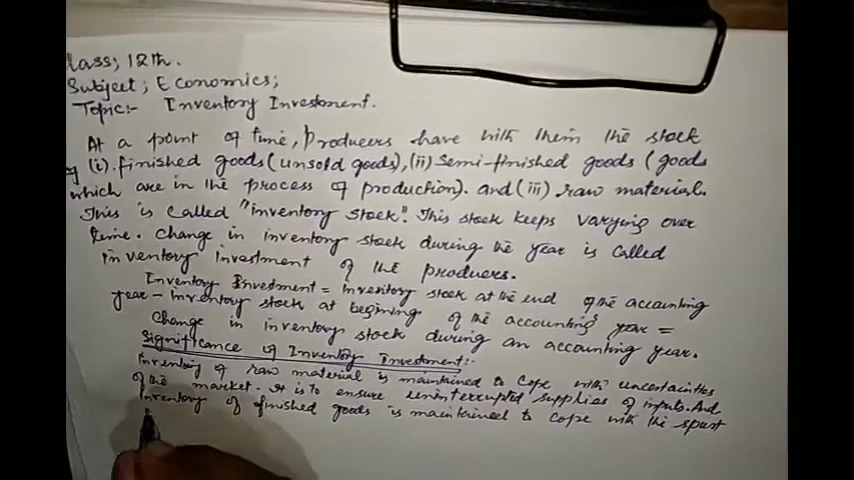 lass; 12th.
Subject; Economics;
Topic:- Inventory Investment.
At a point of time, Producers have with them the stock
of (i). finished goods (unsold goods), (ii) Semi-finished goods (goods
which are in the process of production). and (iii) raw material.
This is called "inventory stock". This stock keeps varying over
time. Change in inventory stock during the year is called
inventory investment of the producers.
Inventory Investment = inventory stock at the end of the accounting
year - inventory stock at beginning of the accounting year =
Change in inventory stock during an accounting year.
Significance of Inventory Investment:-
Inventory of raw material is maintained to cope with uncertainties
of the market. It is to ensure uninterrupted supplies of inputs. And
inventory of finished goods is maintained to cope with the spurt